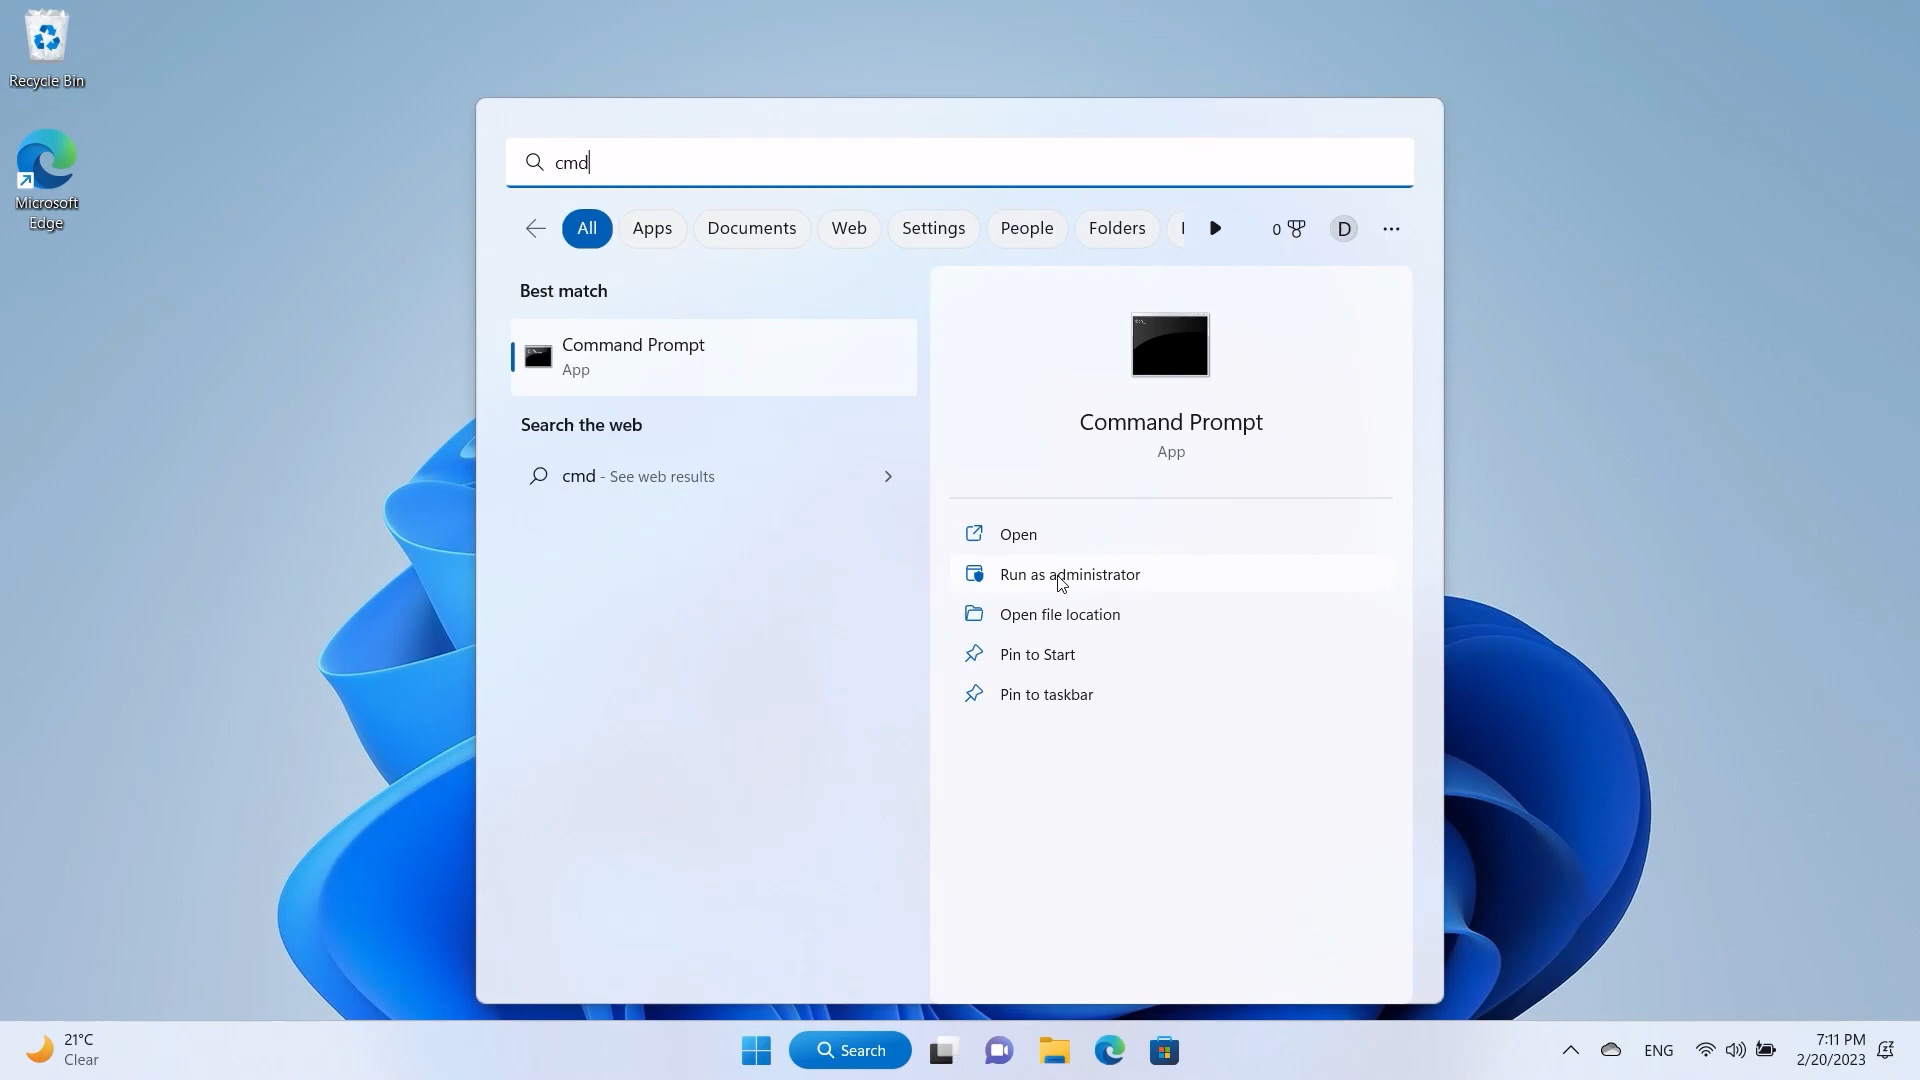 Recycle Bin
Microsoft
Edge
cmd
All Apps Documents Web Settings People Folders 0 D
Best match
Command Prompt
App
Search the web
cmd - See web results
Command Prompt
App
Open
Run as administrator
Open file location
Pin to Start
Pin to taskbar
21°C
Clear
Search
ENG
7:11 PM
2/20/2023